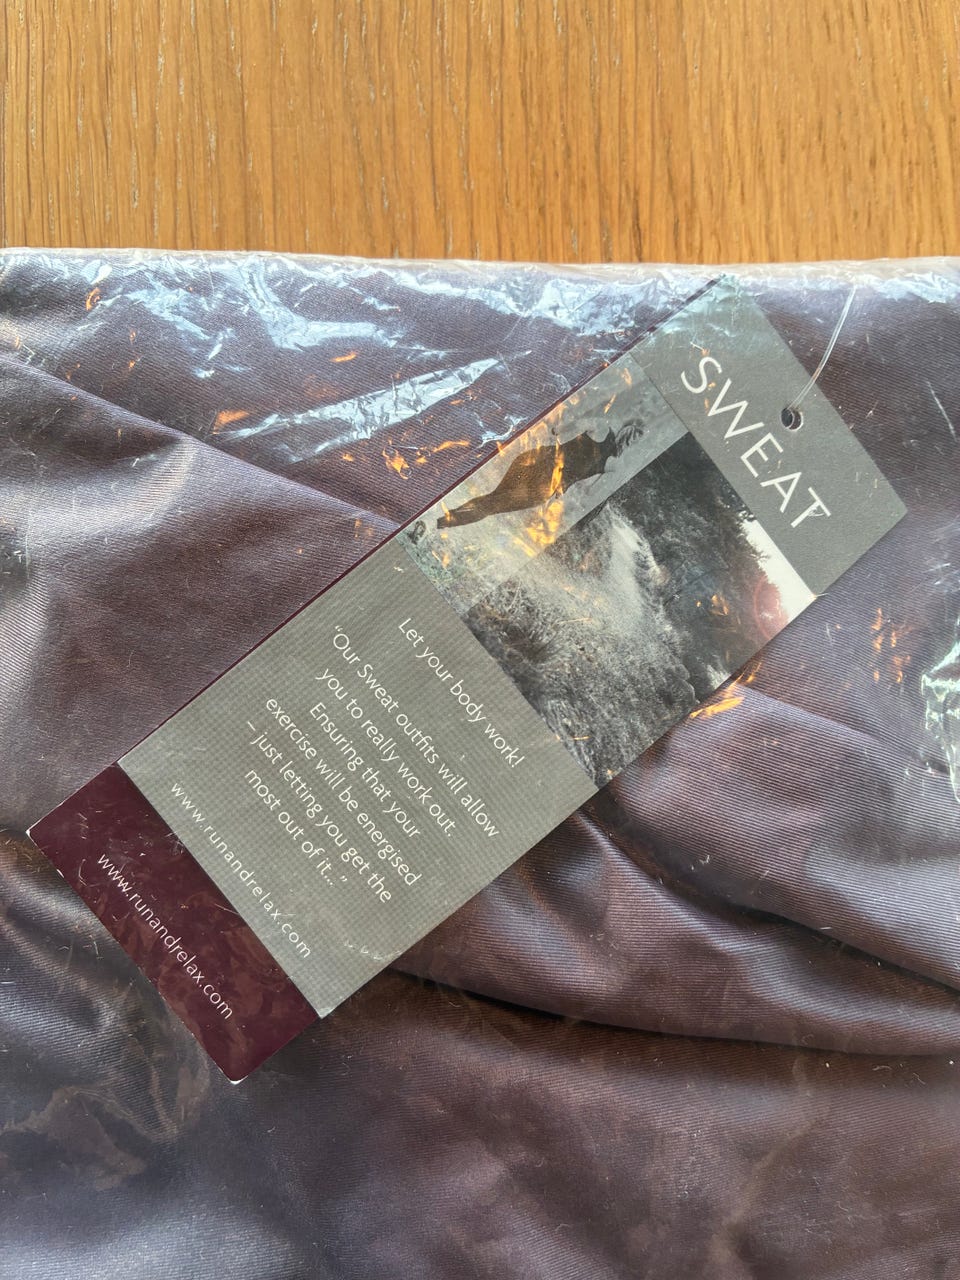 SWEAT
Let your body work!
“Our Sweat outfits will allow
you to really work out.
Ensuring that your
exercise will be energised
– just letting you get the
most out of it...”
www.runandrelax.com
www.runandrelax.com